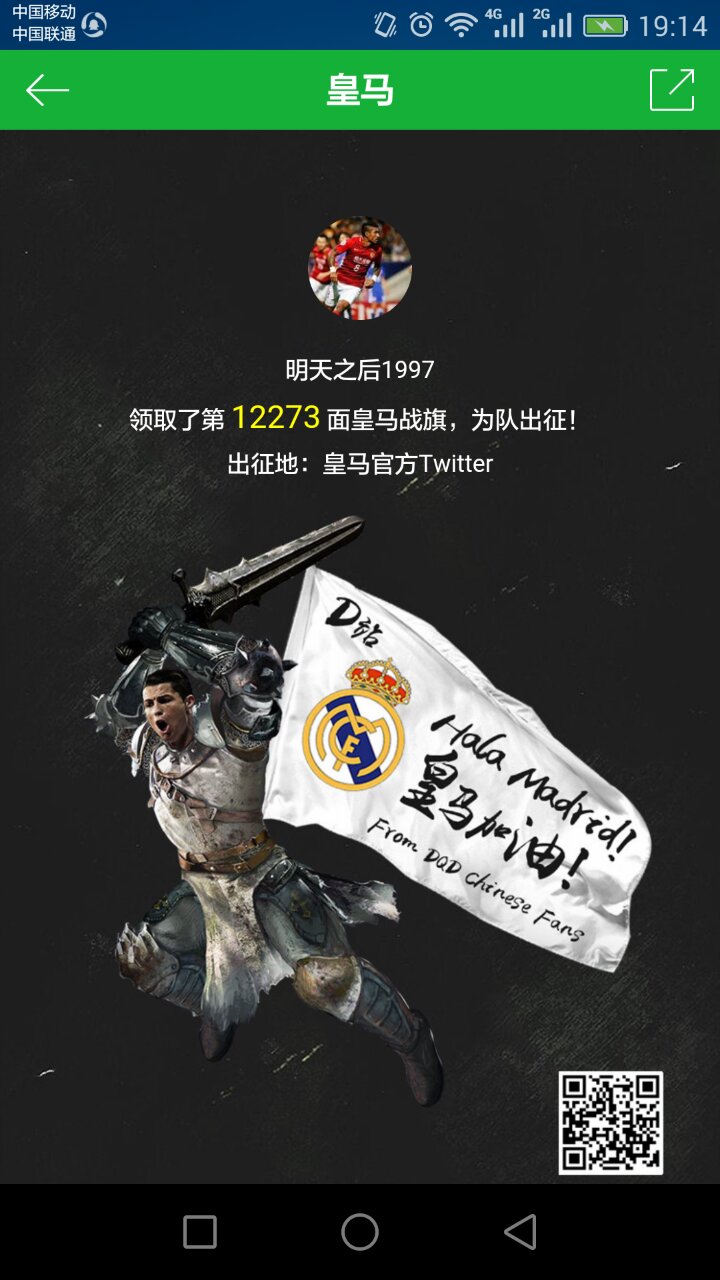 中国移动
中国联通
4G
2G
19:14
皇马
明天之后1997
领取了第 12273 面皇马战旗，为队出征！
出征地：皇马官方Twitter
D站
Hala Madrid!
皇马加油！
From DQD Chinese Fans